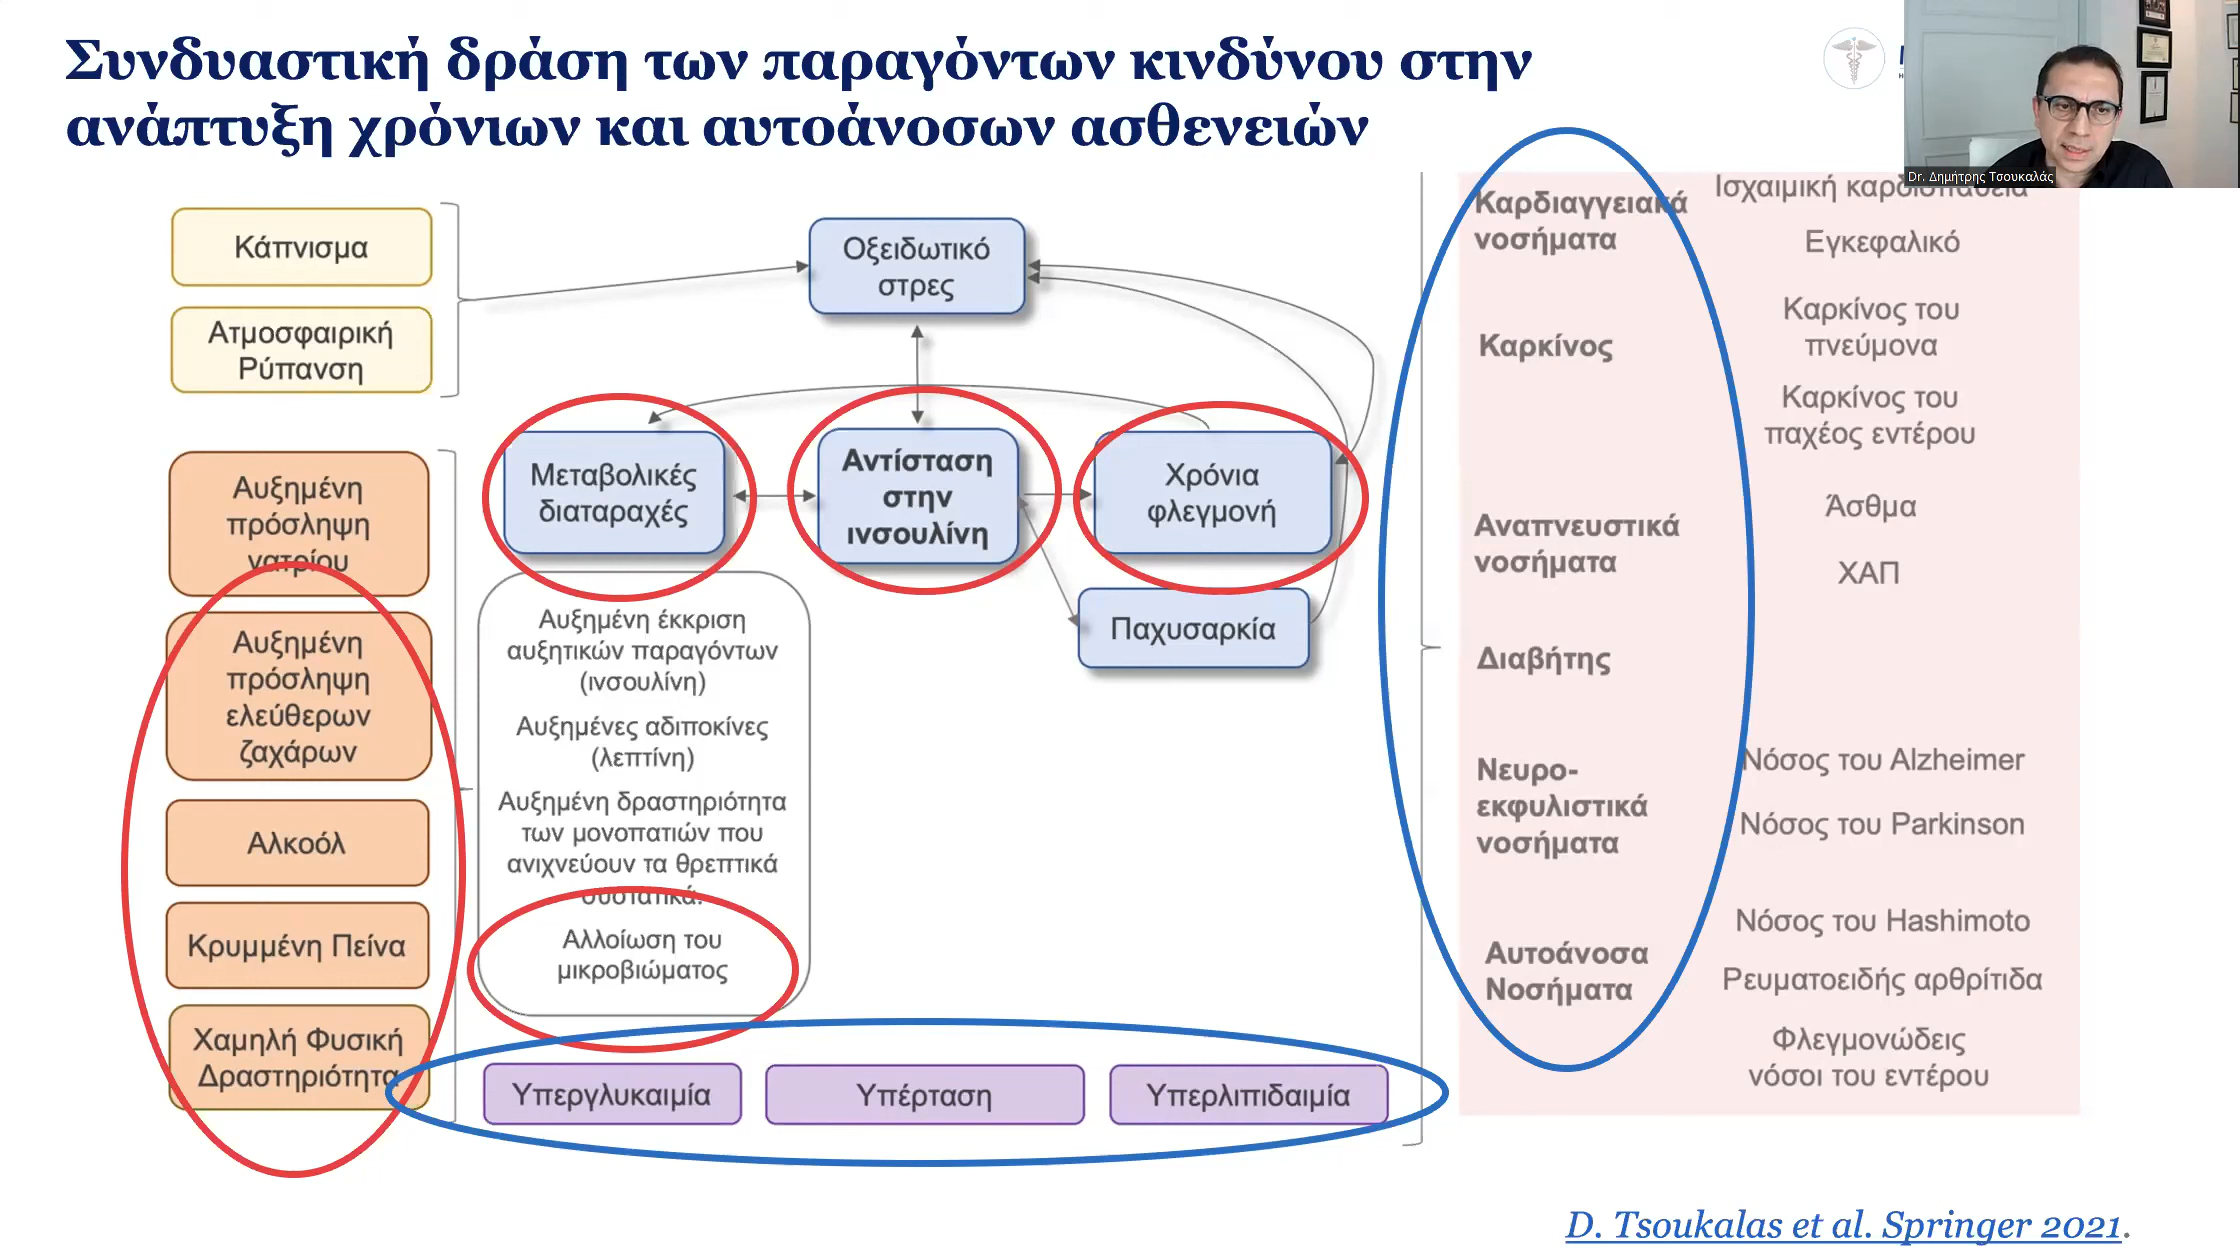 Συνδυαστική δράση των παραγόντων κινδύνου στην
ανάπτυξη χρόνιων και αυτοάνοσων ασθενειών
Dr. Δημήτρης Τσουκαλάς
Κάπνισμα
Ατμοσφαιρική
Ρύπανση
Αυξημένη
πρόσληψη
νατρίου
Αυξημένη
πρόσληψη
ελεύθερων
ζαχάρων
Αλκοόλ
Κρυμμένη Πείνα
Χαμηλή Φυσική
Δραστηριότητα
Οξειδωτικό
στρες
Μεταβολικές
διαταραχές
Αντίσταση
στην
ινσουλίνη
Χρόνια
φλεγμονή
Παχυσαρκία
Αυξημένη έκκριση
αυξητικών παραγόντων
(ινσουλίνη)
Αυξημένες αδιποκίνες
(λεπτίνη)
Αυξημένη δραστηριότητα
των μονοπατιών που
ανιχνεύουν τα θρεπτικά
συστατικά.
Αλλοίωση του
μικροβιώματος
Υπεργλυκαιμία
Υπέρταση
Υπερλιπιδαιμία
Καρδιαγγειακά
νοσήματα
Ισχαιμική καρδιοπάθεια
Εγκεφαλικό
Καρκίνος
Καρκίνος του
πνεύμονα
Καρκίνος του
παχέος εντέρου
Αναπνευστικά
νοσήματα
Άσθμα
ΧΑΠ
Διαβήτης
Νευρο-
εκφυλιστικά
νοσήματα
Νόσος του Alzheimer
Νόσος του Parkinson
Αυτοάνοσα
Νοσήματα
Νόσος του Hashimoto
Ρευματοειδής αρθρίτιδα
Φλεγμονώδεις
νόσοι του εντέρου
D. Tsoukalas et al. Springer 2021.